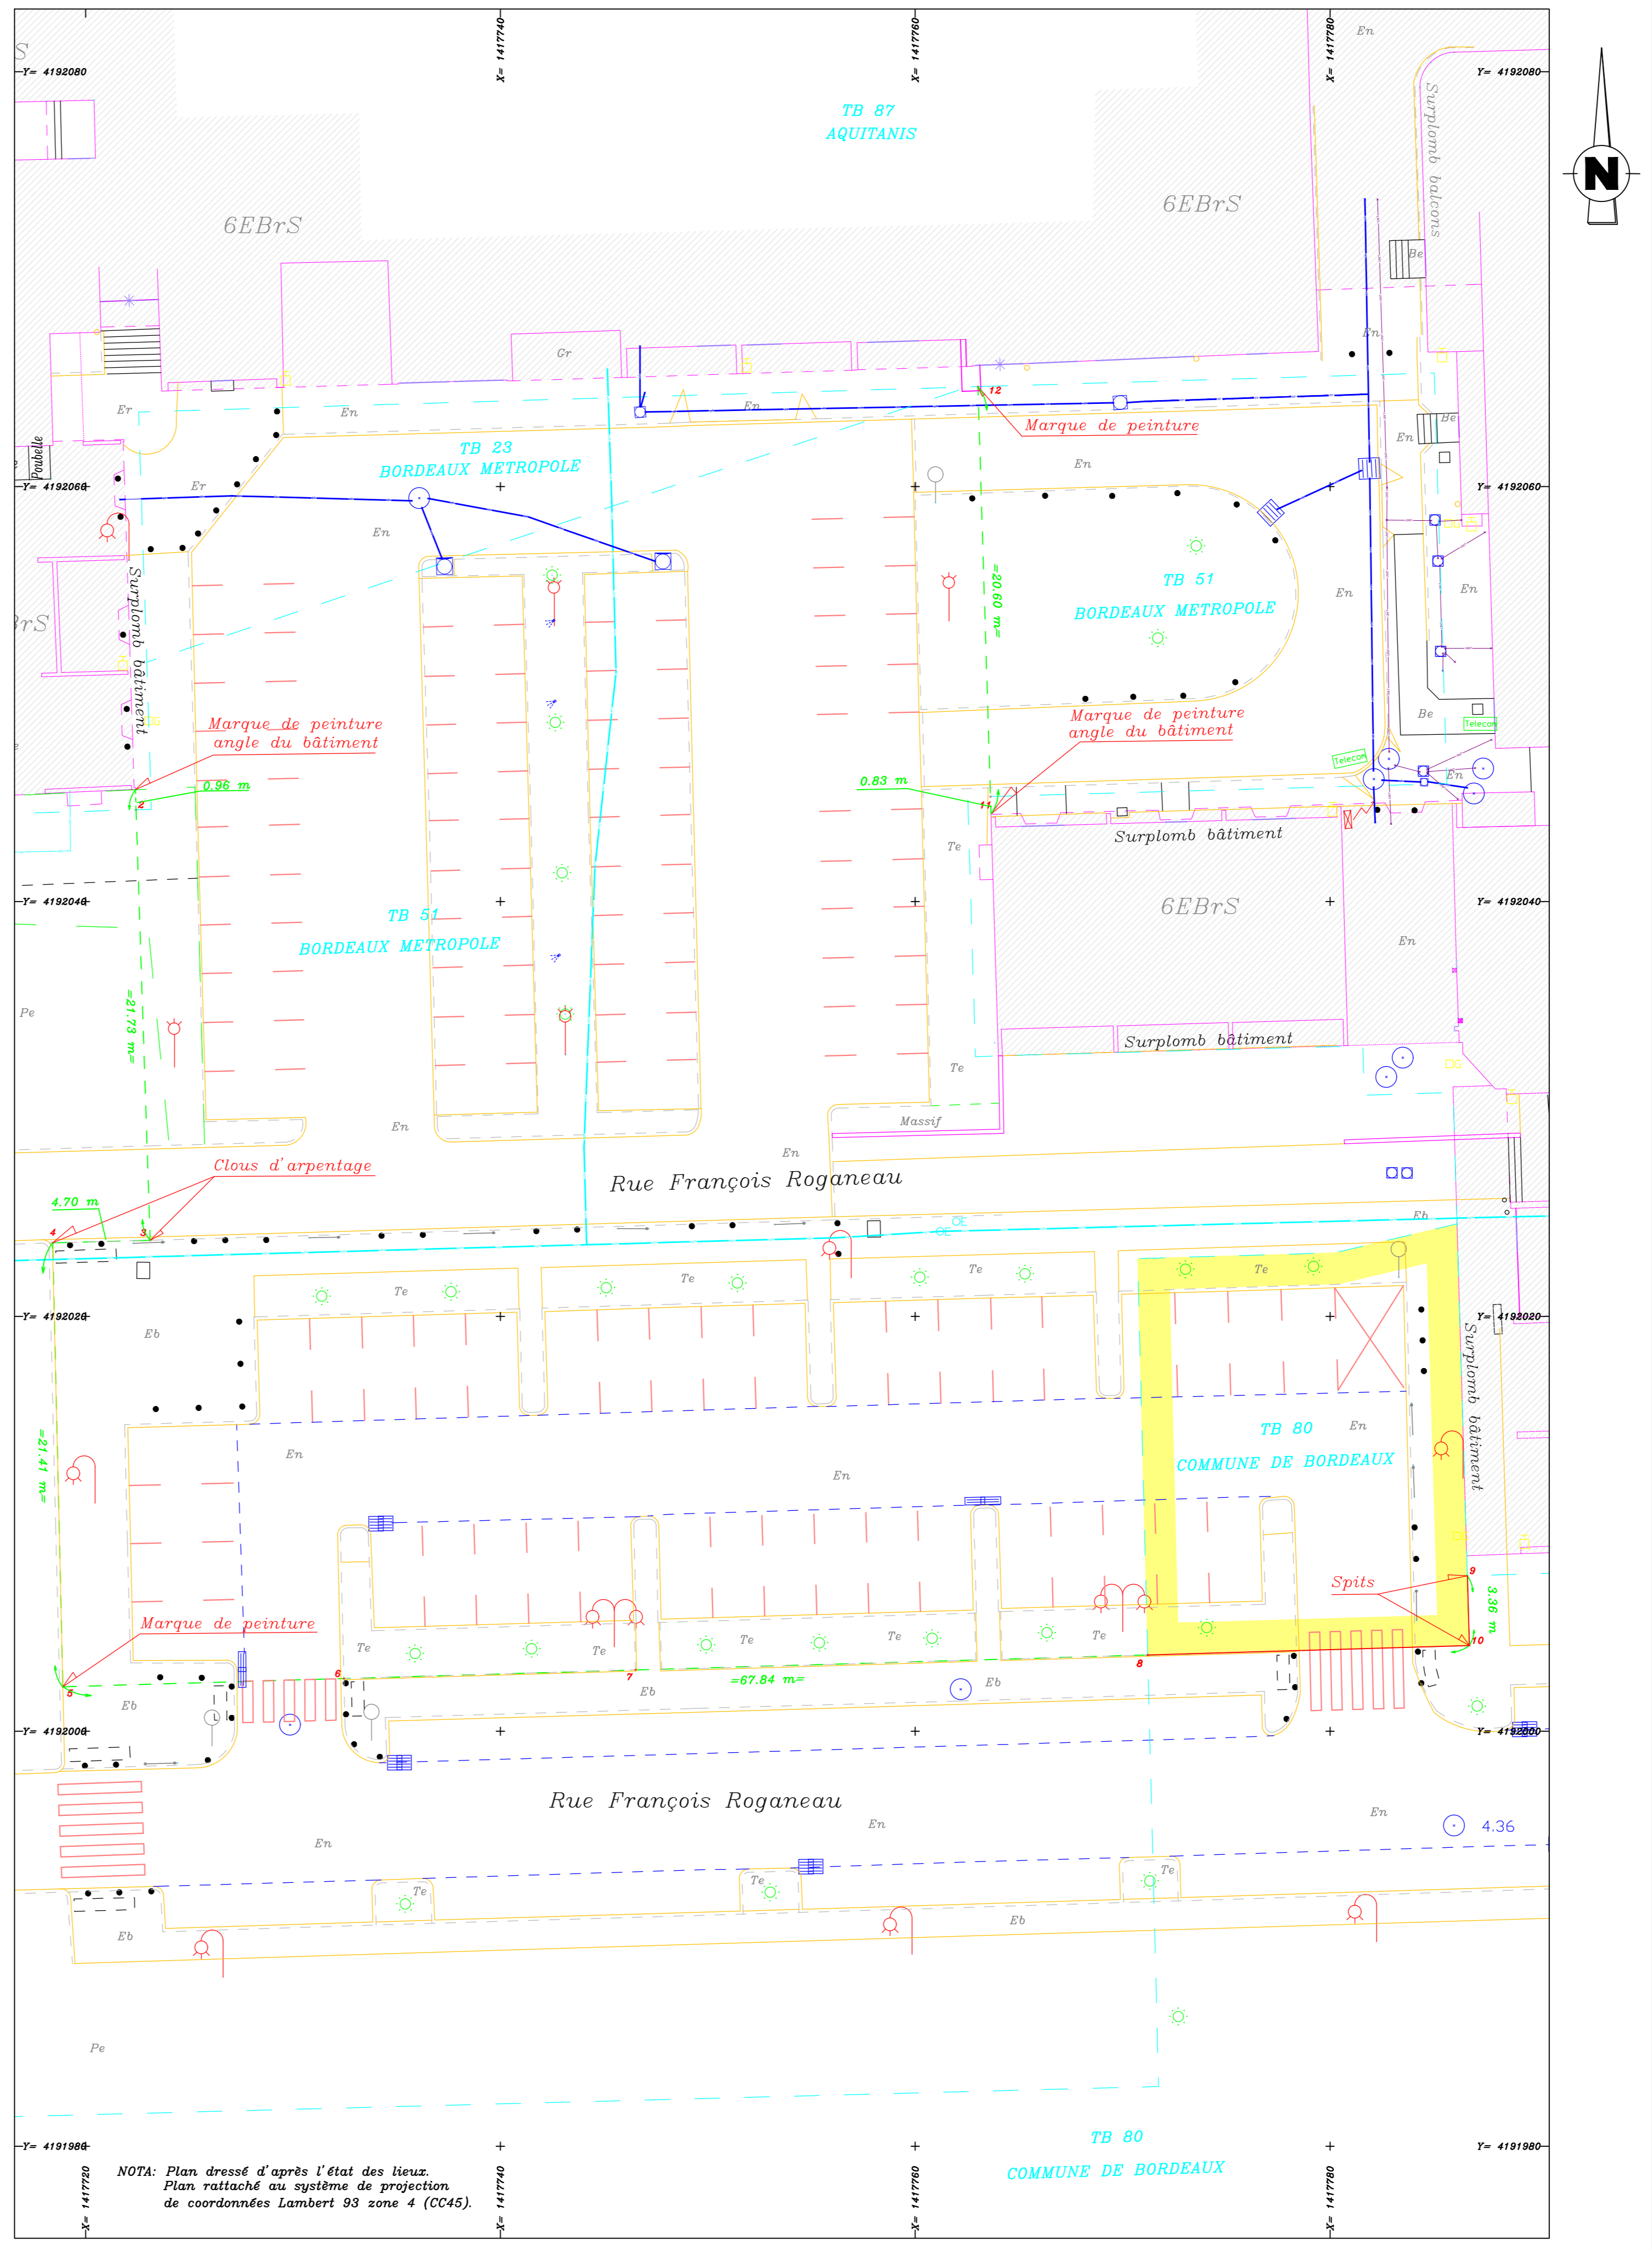 X= 1417740
X= 1417760
X= 1417780
En
S
Y= 4192080
Y= 4192080
TB 87
AQUITANIS
Surplomb balcons
N
6EBrS
6EBrS
Be
En
Gr
Er
En
En
12
Marque de peinture
Be
En
Poubelle
TB 23
BORDEAUX METROPOLE
En
Y= 4192060
Y= 4192060
Er
En
TB 51
BORDEAUX METROPOLE
=20.60 m=
En
En
BrS
Surplomb bâtiment
Marque de peinture
angle du bâtiment
Marque de peinture
angle du bâtiment
Be
Telecom
Telecom
En
0.96 m
2
0.83 m
11
Surplomb bâtiment
Te
Y= 4192040
Y= 4192040
6EBrS
TB 51
BORDEAUX METROPOLE
En
=21.73 m=
Pe
Surplomb bâtiment
Te
En
Massif
En
Clous d'arpentage
Rue François Roganeau
4.70 m
4
3
Eb
Te
Te
Te
Te
Y= 4192020
Y= 4192020
Eb
Surplomb bâtiment
TB 80
COMMUNE DE BORDEAUX
En
En
En
=21.41 m=
Spits
9
3.36 m
10
Marque de peinture
Te
Te
Te
Te
Te
5
6
7
8
=67.84 m=
Eb
Eb
Eb
Y= 4192000
Y= 4192000
Rue François Roganeau
En
En
En
4.36
Te
Te
Te
Eb
Eb
Pe
TB 80
COMMUNE DE BORDEAUX
Y= 4191980
Y= 4191980
NOTA: Plan dressé d'après l'état des lieux.
Plan rattaché au système de projection
de coordonnées Lambert 93 zone 4 (CC45).
X= 1417720
X= 1417740
X= 1417760
X= 1417780